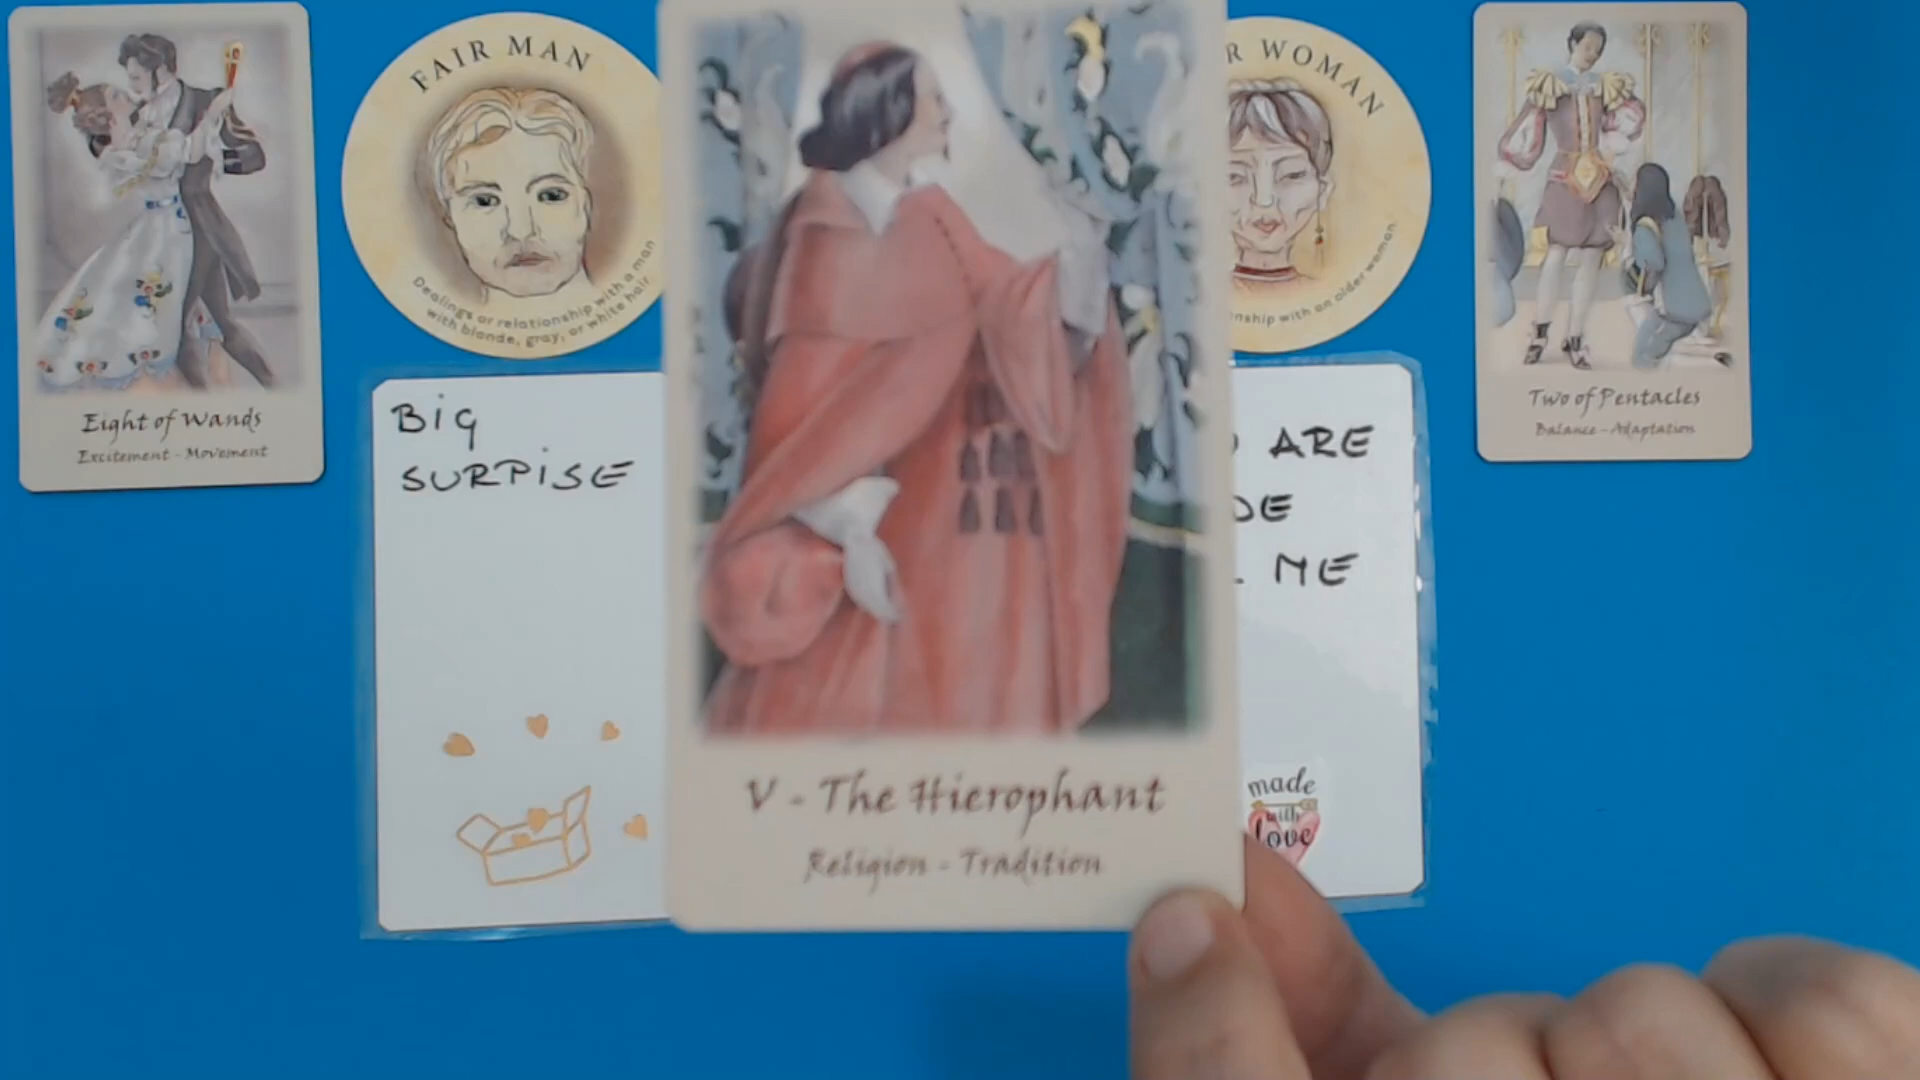 Eight of Wands
Excitement - Movement
FAIR MAN
Dealings or relationship with a man
with blonde, gray, or white hair
BIG
SURPISE
V - The Hierophant
Religion - Tradition
R WOMAN
nship with an older woman
ARE
DE
ME
made
with
love
Two of Pentacles
Balance - Adaptation